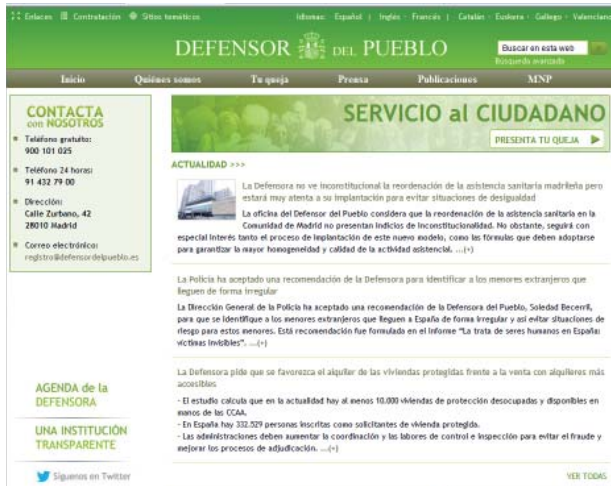 Enlaces Contratación Sitios temáticos Idiomas: Español | Inglés - Francés | Catalán - Euskera - Gallego - Valenciano
DEFENSOR DEL PUEBLO
Buscar en esta web
Búsqueda avanzada
Inicio Quiénes somos Tu queja Prensa Publicaciones MNP
CONTACTA
con NOSOTROS
Teléfono gratuito:
900 101 025
Teléfono 24 horas:
91 432 79 00
Dirección:
Calle Zurbano, 42
28010 Madrid
Correo electrónico:
registro@defensordelpueblo.es
AGENDA de la
DEFENSORA
UNA INSTITUCIÓN
TRANSPARENTE
Síguenos en Twitter
SERVICIO al CIUDADANO
PRESENTA TU QUEJA
ACTUALIDAD >>>
La Defensora no ve inconstitucional la reordenación de la asistencia sanitaria madrileña pero
estará muy atenta a su implantación para evitar situaciones de desigualdad
La oficina del Defensor del Pueblo considera que la reordenación de la asistencia sanitaria en la
Comunidad de Madrid no presentan indicios de inconstitucionalidad. No obstante, seguirá con
especial interés tanto el proceso de implantación de este nuevo modelo, como las fórmulas que deben adoptarse
para garantizar la mayor homogeneidad y calidad de la actividad asistencial. ...(+)
La Policía ha aceptado una recomendación de la Defensora para identificar a los menores extranjeros que
lleguen de forma irregular
La Dirección General de la Policía ha aceptado una recomendación de la Defensora del Pueblo, Soledad Becerril,
para que se identifique a los menores extranjeros que lleguen a España de forma irregular y así evitar situaciones de
riesgo para estos menores. Está recomendación fue formulada en el informe "La trata de seres humanos en España:
víctimas invisibles". ...(+)
La Defensora pide que se favorezca el alquiler de las viviendas protegidas frente a la venta con alquileres más
accesibles
- El estudio calcula que en la actualidad hay al menos 10.000 viviendas de protección desocupadas y disponibles en
manos de las CCAA.
- En España hay 332.529 personas inscritas como solicitantes de vivienda protegida.
- Las administraciones deben aumentar la coordinación y las labores de control e inspección para evitar el fraude y
mejorar los procesos de adjudicación. ...(+)
VER TODAS